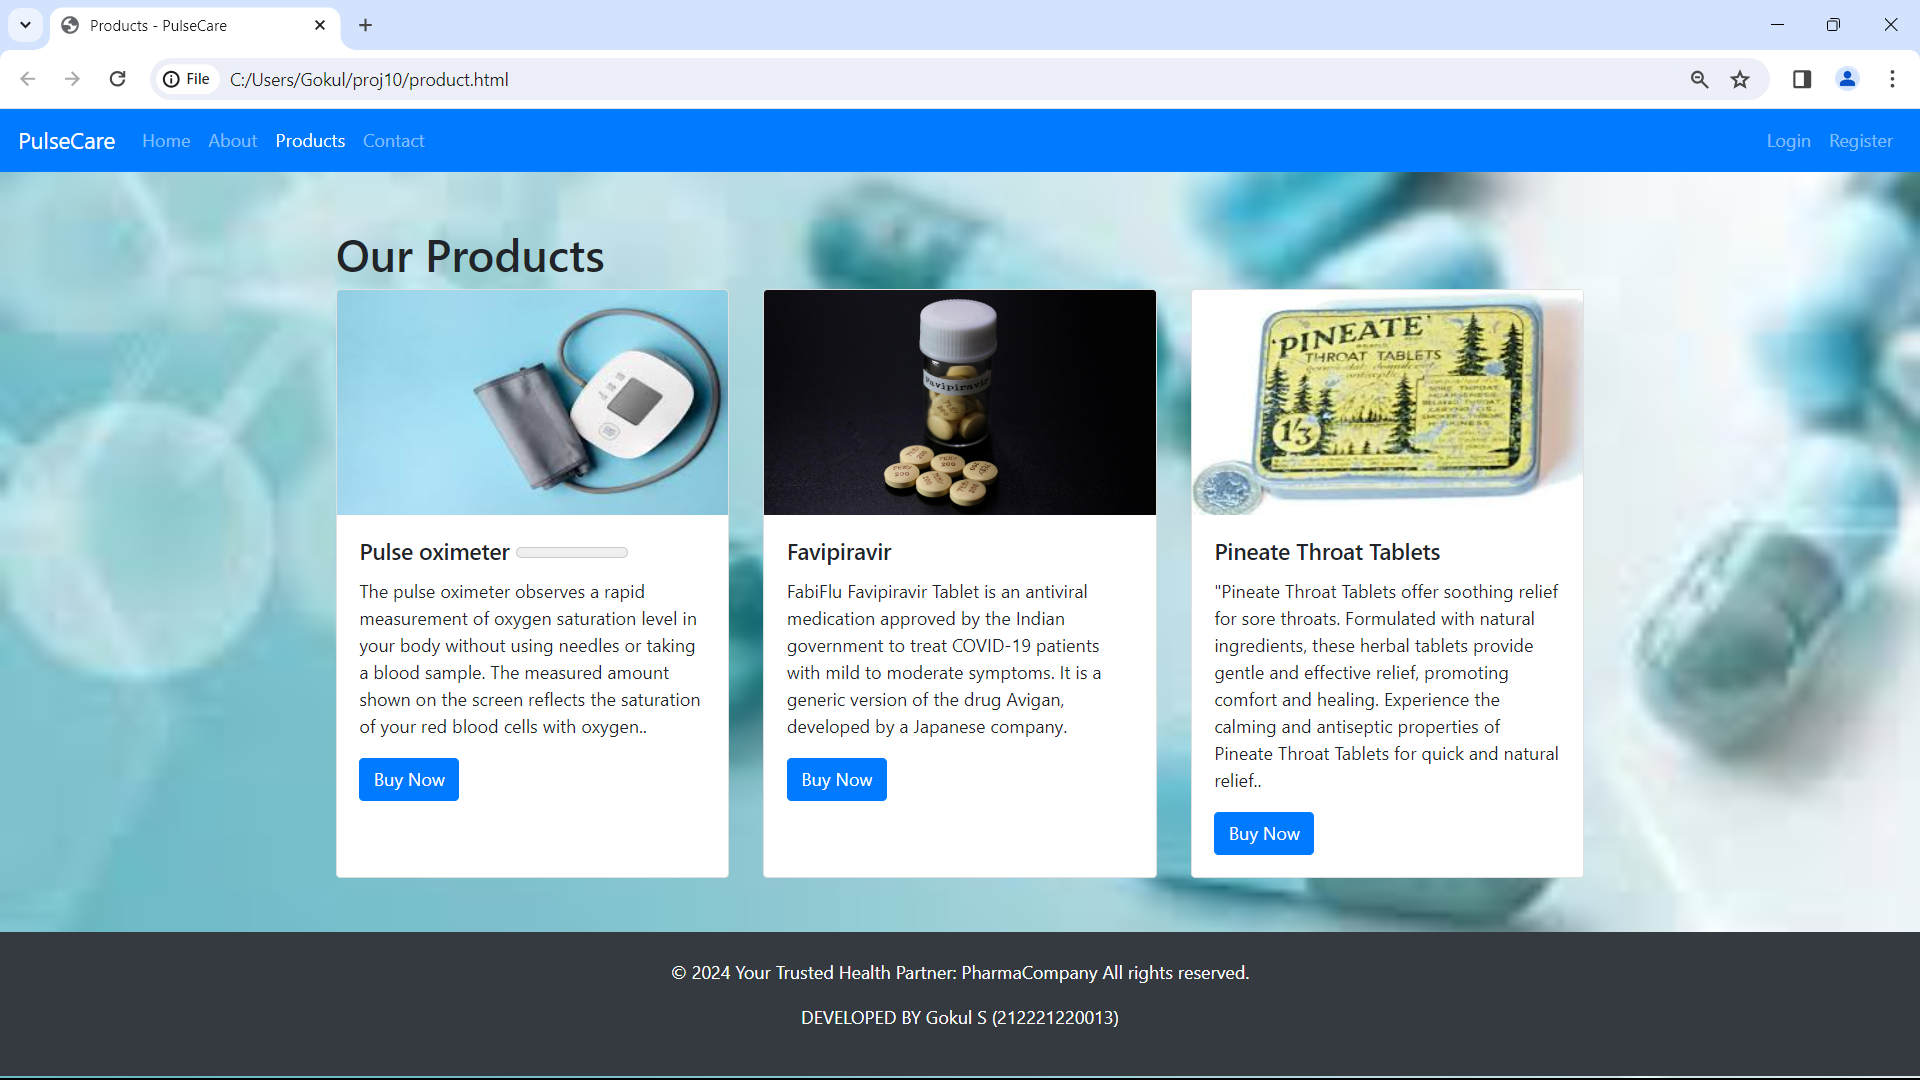 Products - PulseCare
File C:/Users/Gokul/proj10/product.html
PulseCare Home About Products Contact Login Register
Our Products
Favipiravir
'PINEATE'
BRAND
THROAT TABLETS
1'3
200
200
200
200
Pulse oximeter
The pulse oximeter observes a rapid
measurement of oxygen saturation level in
your body without using needles or taking
a blood sample. The measured amount
shown on the screen reflects the saturation
of your red blood cells with oxygen..
Buy Now
Favipiravir
FabiFlu Favipiravir Tablet is an antiviral
medication approved by the Indian
government to treat COVID-19 patients
with mild to moderate symptoms. It is a
generic version of the drug Avigan,
developed by a Japanese company.
Buy Now
Pineate Throat Tablets
"Pineate Throat Tablets offer soothing relief
for sore throats. Formulated with natural
ingredients, these herbal tablets provide
gentle and effective relief, promoting
comfort and healing. Experience the
calming and antiseptic properties of
Pineate Throat Tablets for quick and natural
relief..
Buy Now
© 2024 Your Trusted Health Partner: PharmaCompany All rights reserved.
DEVELOPED BY Gokul S (212221220013)